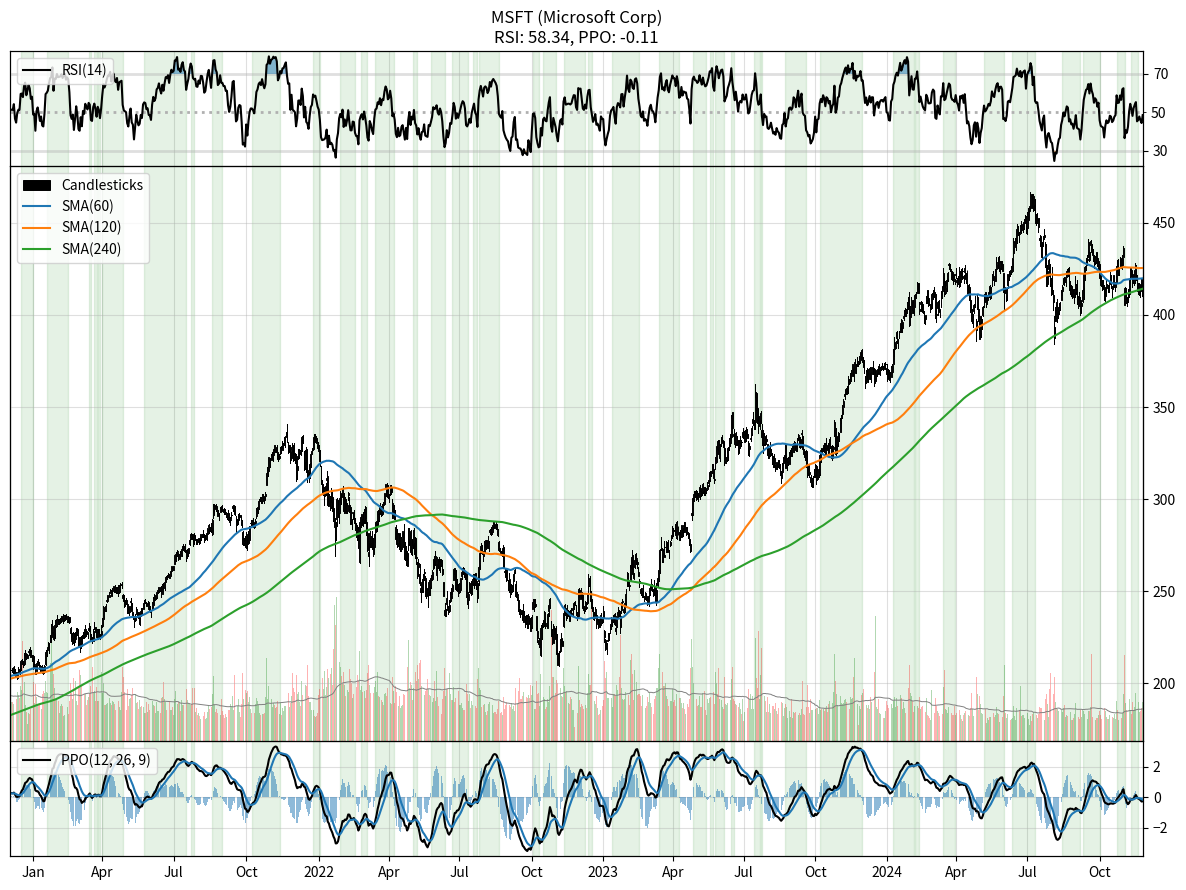 MSFT (Microsoft Corp)
RSI: 58.34, PPO: -0.11
RSI(14)
70
50
30
Candlesticks
SMA(60)
SMA(120)
SMA(240)
450
400
350
300
250
200
PPO(12, 26, 9)
2
0
−2
Jan Apr Jul Oct 2022 Apr Jul Oct 2023 Apr Jul Oct 2024 Apr Jul Oct